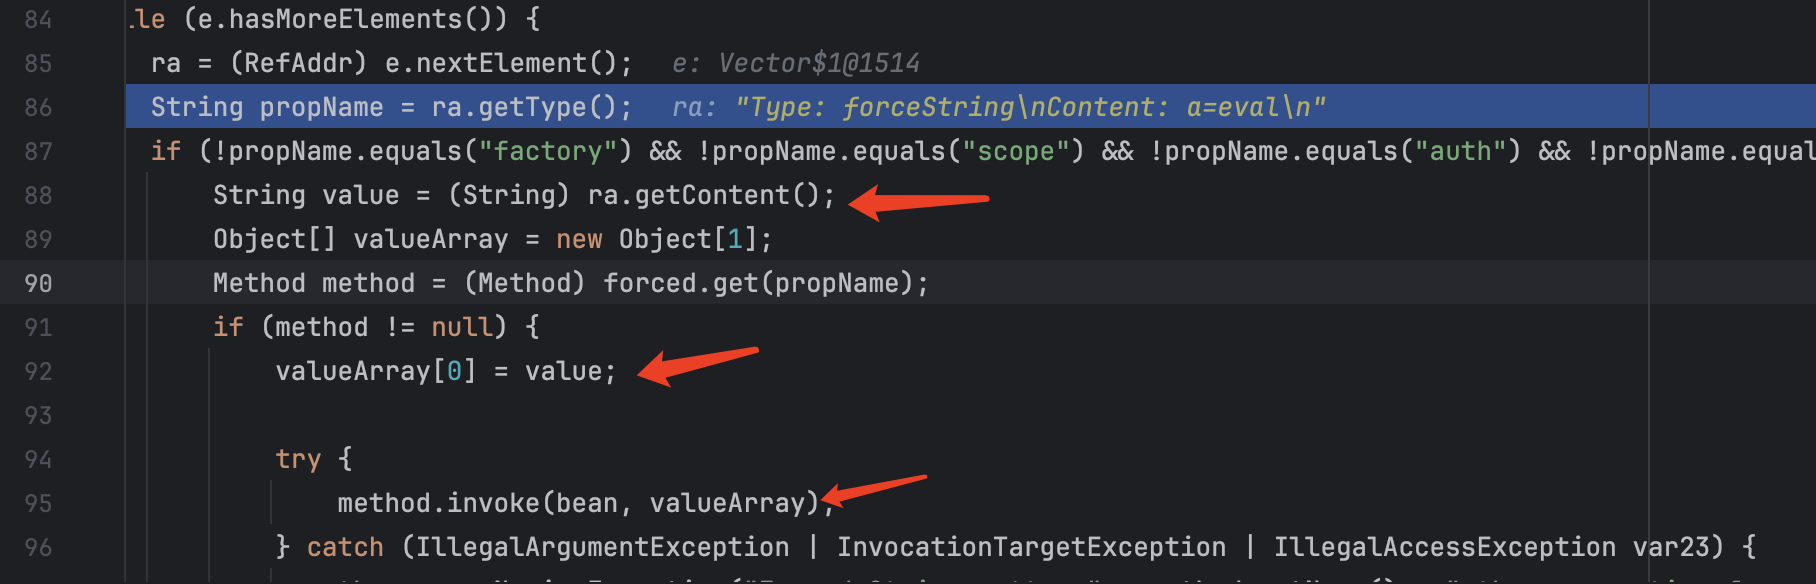 84 le (e.hasMoreElements()) {
85 ra = (RefAddr) e.nextElement(); e: Vector$1@1514
86 String propName = ra.getType(); ra: "Type: forceString\nContent: a=eval\n"
87 if (!propName.equals("factory") && !propName.equals("scope") && !propName.equals("auth") && !propName.equal
88 String value = (String) ra.getContent();
89 Object[] valueArray = new Object[1];
90 Method method = (Method) forced.get(propName);
91 if (method != null) {
92 valueArray[0] = value;
93
94 try {
95 method.invoke(bean, valueArray);
96 } catch (IllegalArgumentException | InvocationTargetException | IllegalAccessException var23) {